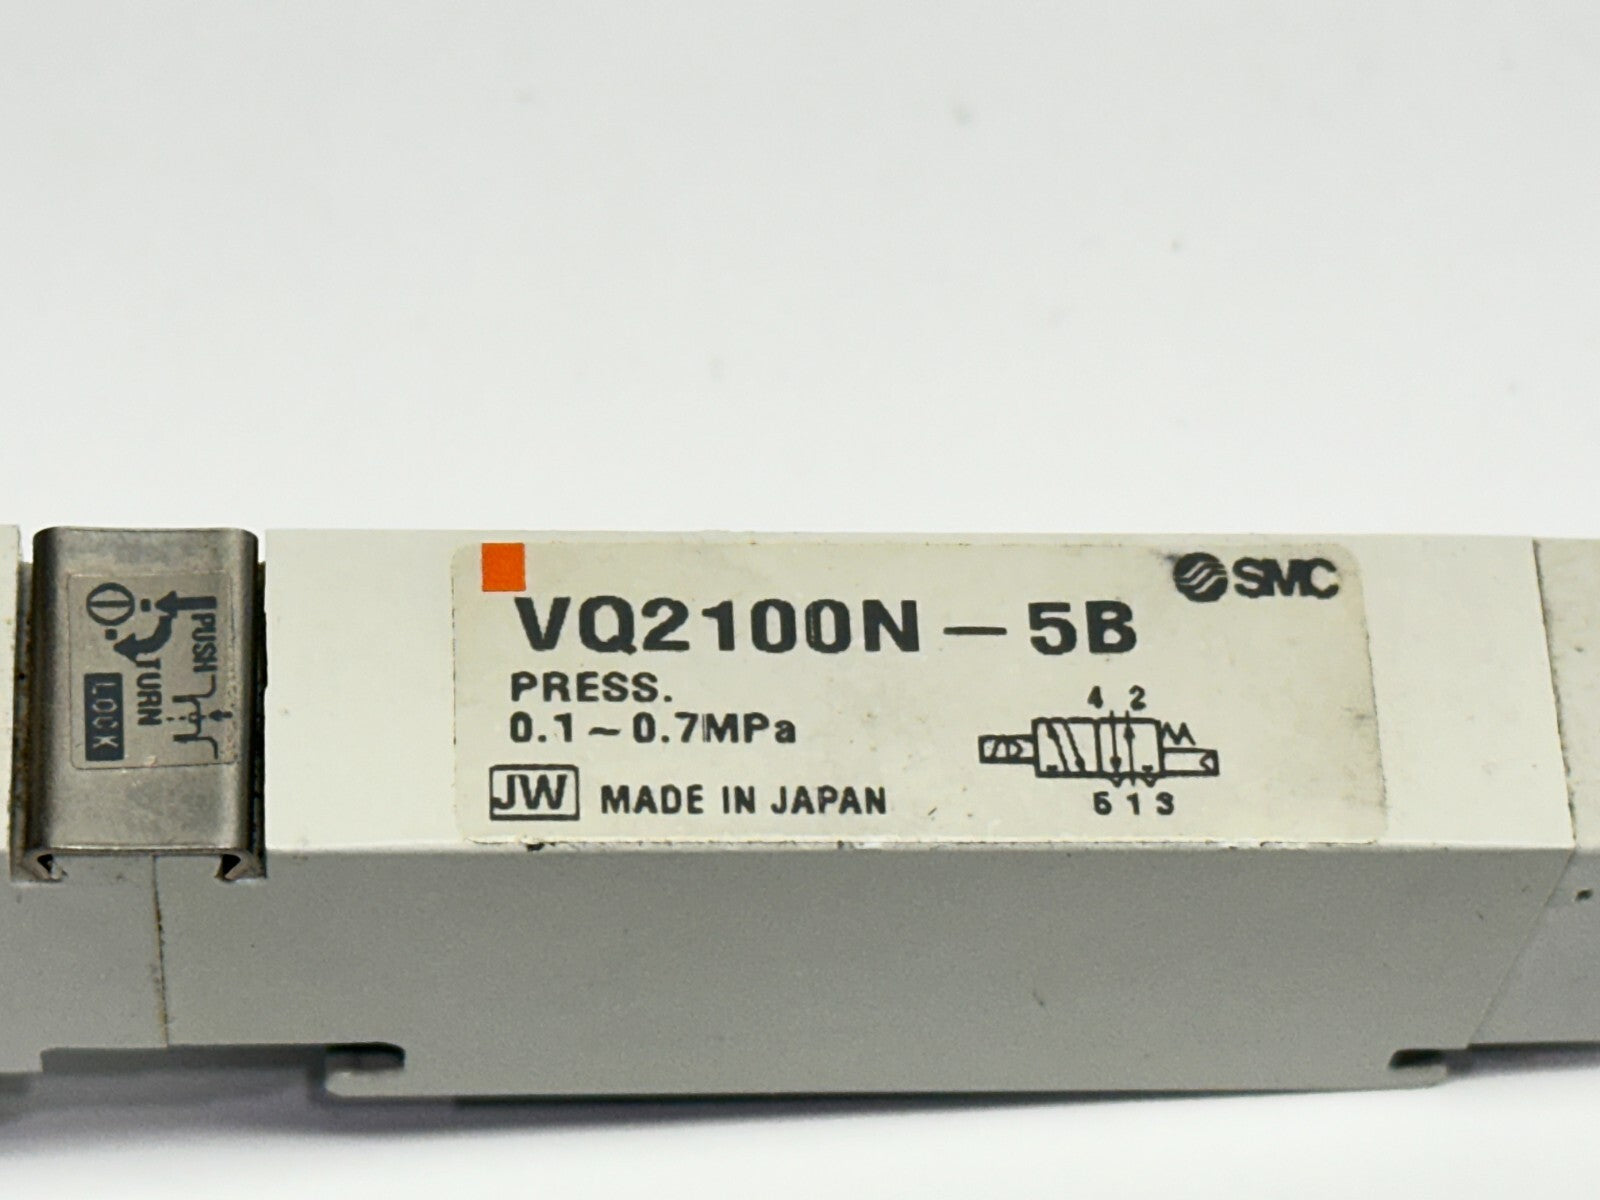 SMC
VQ2100N-5B
PRESS.
0.1~0.7MPa
4 2
5 1 3
JW MADE IN JAPAN
PUSH
TURN
LOCK